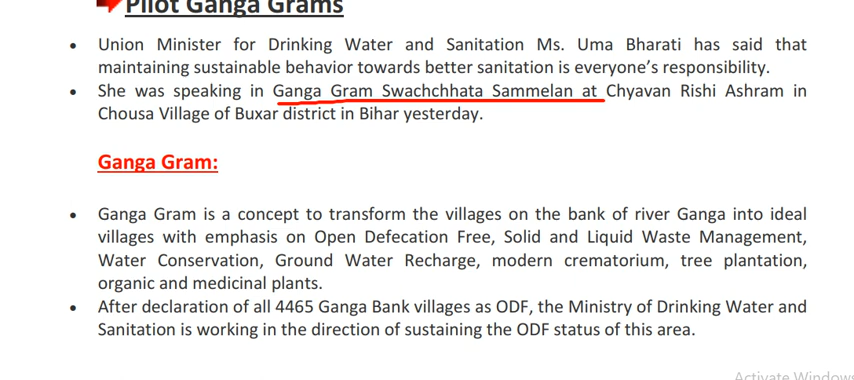 Pilot Ganga Grams
• Union Minister for Drinking Water and Sanitation Ms. Uma Bharati has said that
maintaining sustainable behavior towards better sanitation is everyone’s responsibility.
• She was speaking in Ganga Gram Swachchhata Sammelan at Chyavan Rishi Ashram in
Chousa Village of Buxar district in Bihar yesterday.
Ganga Gram:
• Ganga Gram is a concept to transform the villages on the bank of river Ganga into ideal
villages with emphasis on Open Defecation Free, Solid and Liquid Waste Management,
Water Conservation, Ground Water Recharge, modern crematorium, tree plantation,
organic and medicinal plants.
• After declaration of all 4465 Ganga Bank villages as ODF, the Ministry of Drinking Water and
Sanitation is working in the direction of sustaining the ODF status of this area.
Activate Windows